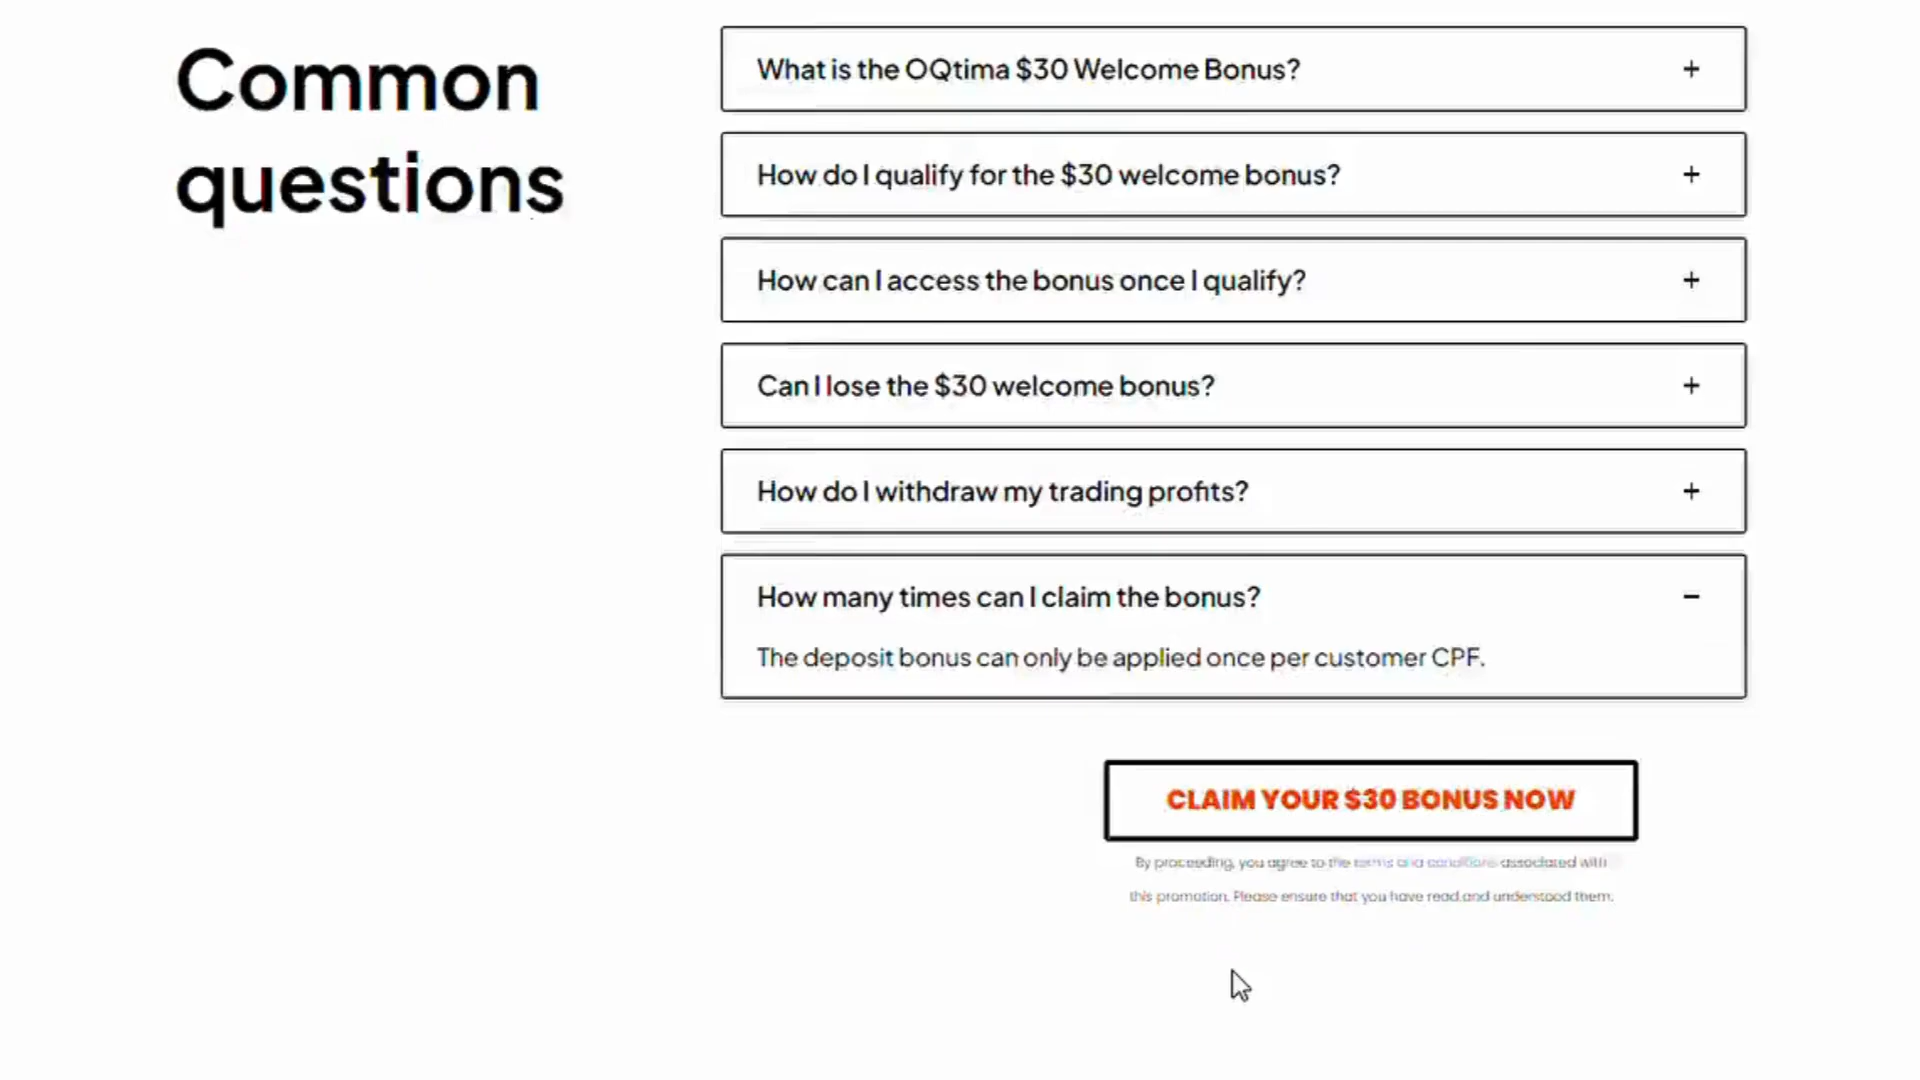 Common
questions
What is the OQtima $30 Welcome Bonus?
How do I qualify for the $30 welcome bonus?
How can I access the bonus once I qualify?
Can I lose the $30 welcome bonus?
How do I withdraw my trading profits?
How many times can I claim the bonus?
The deposit bonus can only be applied once per customer CPF.
CLAIM YOUR $30 BONUS NOW
By proceeding, you agree to the terms and conditions associated with
this promotion. Please ensure that you have read and understood them.